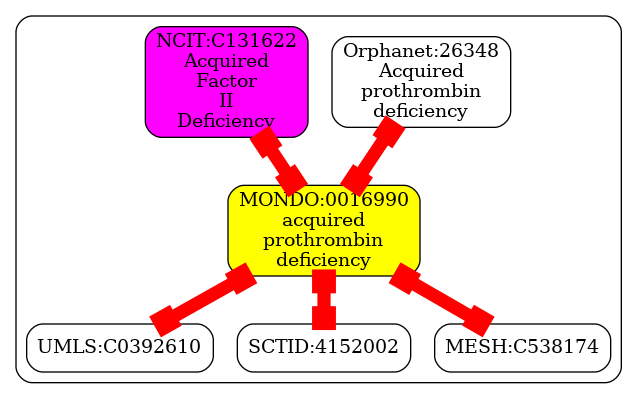 NCIT:C131622
Acquired
Factor
II
Deficiency
Orphanet:26348
Acquired
prothrombin
deficiency
MONDO:0016990
acquired
prothrombin
deficiency
UMLS:C0392610
SCTID:4152002
MESH:C538174